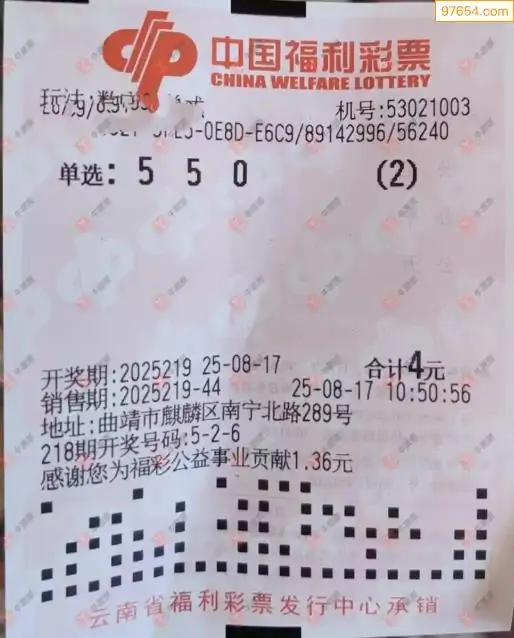 97654.com
中国福利彩票
CHINA WELFARE LOTTERY
机号:53021003
-0E8D-E6C9/89142996/56240
单选: 5 5 0 (2)
开奖期:2025219 25-08-17 合计4元
销售期:2025219-44 25-08-17 10:50:56
地址:曲靖市麒麟区南宁北路289号
218期开奖号码:5-2-6
感谢您为福彩公益事业贡献1.36元
云南省福利彩票发行中心承销